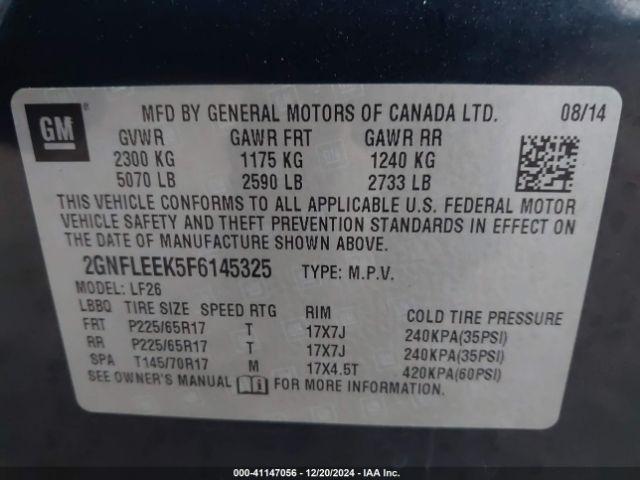 GM
MFD BY GENERAL MOTORS OF CANADA LTD. 08/14
GVWR GAWR FRT GAWR RR
2300 KG 1175 KG 1240 KG
5070 LB 2590 LB 2733 LB
THIS VEHICLE CONFORMS TO ALL APPLICABLE U.S. FEDERAL MOTOR
VEHICLE SAFETY AND THEFT PREVENTION STANDARDS IN EFFECT ON
THE DATE OF MANUFACTURE SHOWN ABOVE.
2GNFLEEK5F6145325 TYPE: M.P.V.
MODEL: LF26
LBBQ TIRE SIZE SPEED RTG RIM COLD TIRE PRESSURE
FRT P225/65R17 T 17X7J 240KPA(35PSI)
RR P225/65R17 T 17X7J 240KPA(35PSI)
SPA T145/70R17 M 17X4.5T 420KPA(60PSI)
SEE OWNER'S MANUAL FOR MORE INFORMATION.
000-41147056 - 12/20/2024 - IAAI.com